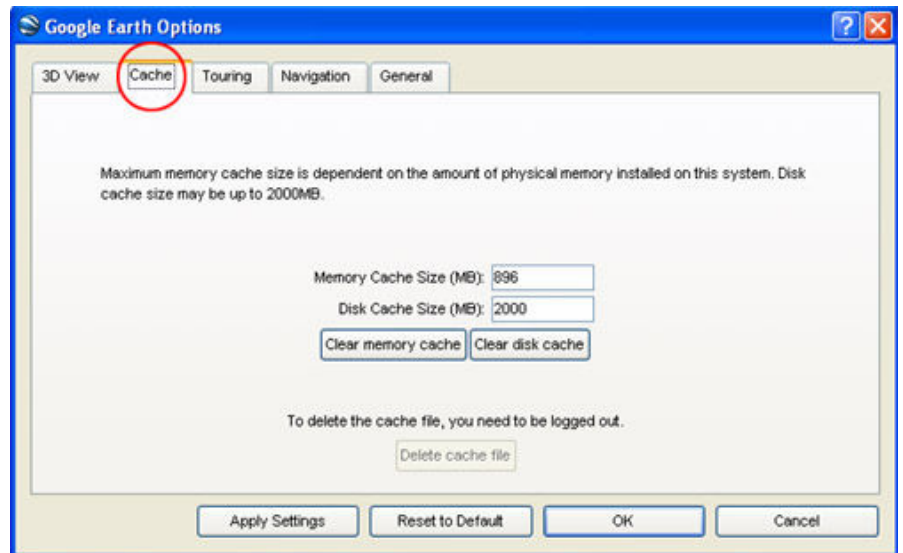 Google Earth Options
3D View Cache Touring Navigation General
Maximum memory cache size is dependent on the amount of physical memory installed on this system. Disk
cache size may be up to 2000MB.
Memory Cache Size (MB): 896
Disk Cache Size (MB): 2000
Clear memory cache Clear disk cache
To delete the cache file, you need to be logged out.
Delete cache file
Apply Settings Reset to Default OK Cancel